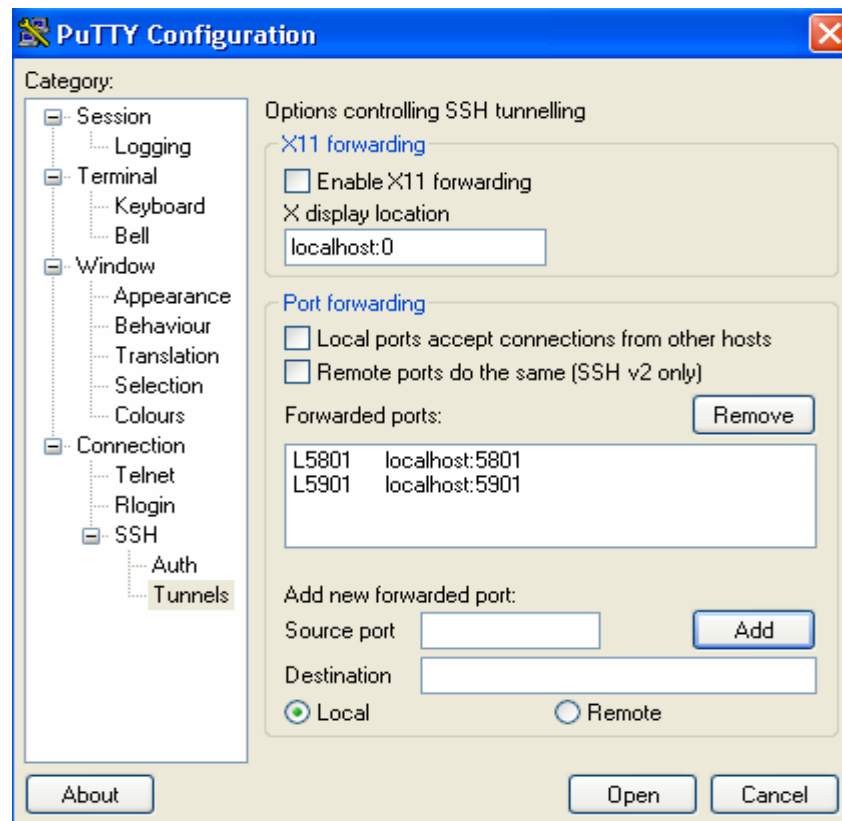 PuTTY Configuration
Category:
Session
Logging
Terminal
Keyboard
Bell
Window
Appearance
Behaviour
Translation
Selection
Colours
Connection
Telnet
Rlogin
SSH
Auth
Tunnels
Options controlling SSH tunnelling
X11 forwarding
Enable X11 forwarding
X display location
localhost:0
Port forwarding
Local ports accept connections from other hosts
Remote ports do the same (SSH v2 only)
Forwarded ports:
Remove
L5801 localhost:5801
L5901 localhost:5901
Add new forwarded port:
Source port
Add
Destination
Local
Remote
About
Open
Cancel